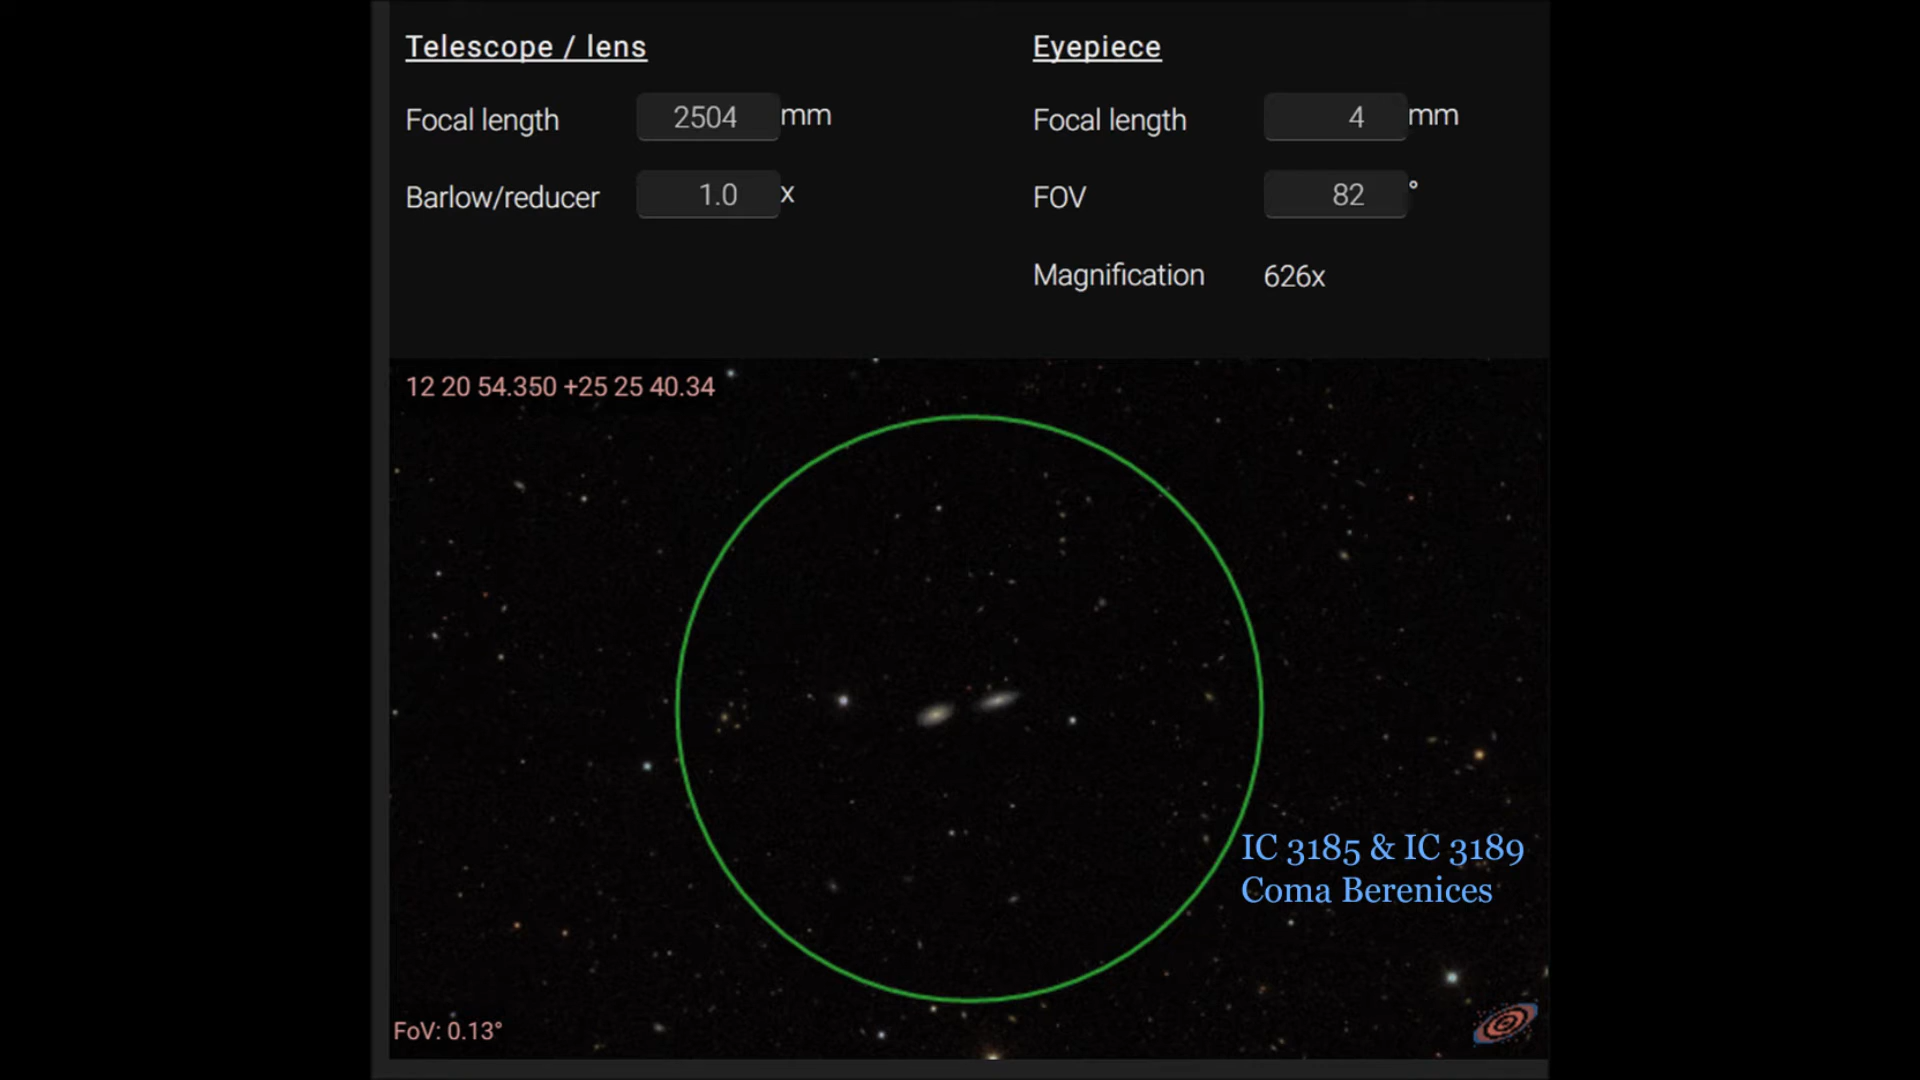 Telescope / lens
Focal length 2504 mm
Barlow/reducer 1.0 x
Eyepiece
Focal length 4 mm
FOV 82 °
Magnification 626x
12 20 54.350 +25 25 40.34
IC 3185 & IC 3189
Coma Berenices
FoV: 0.13°